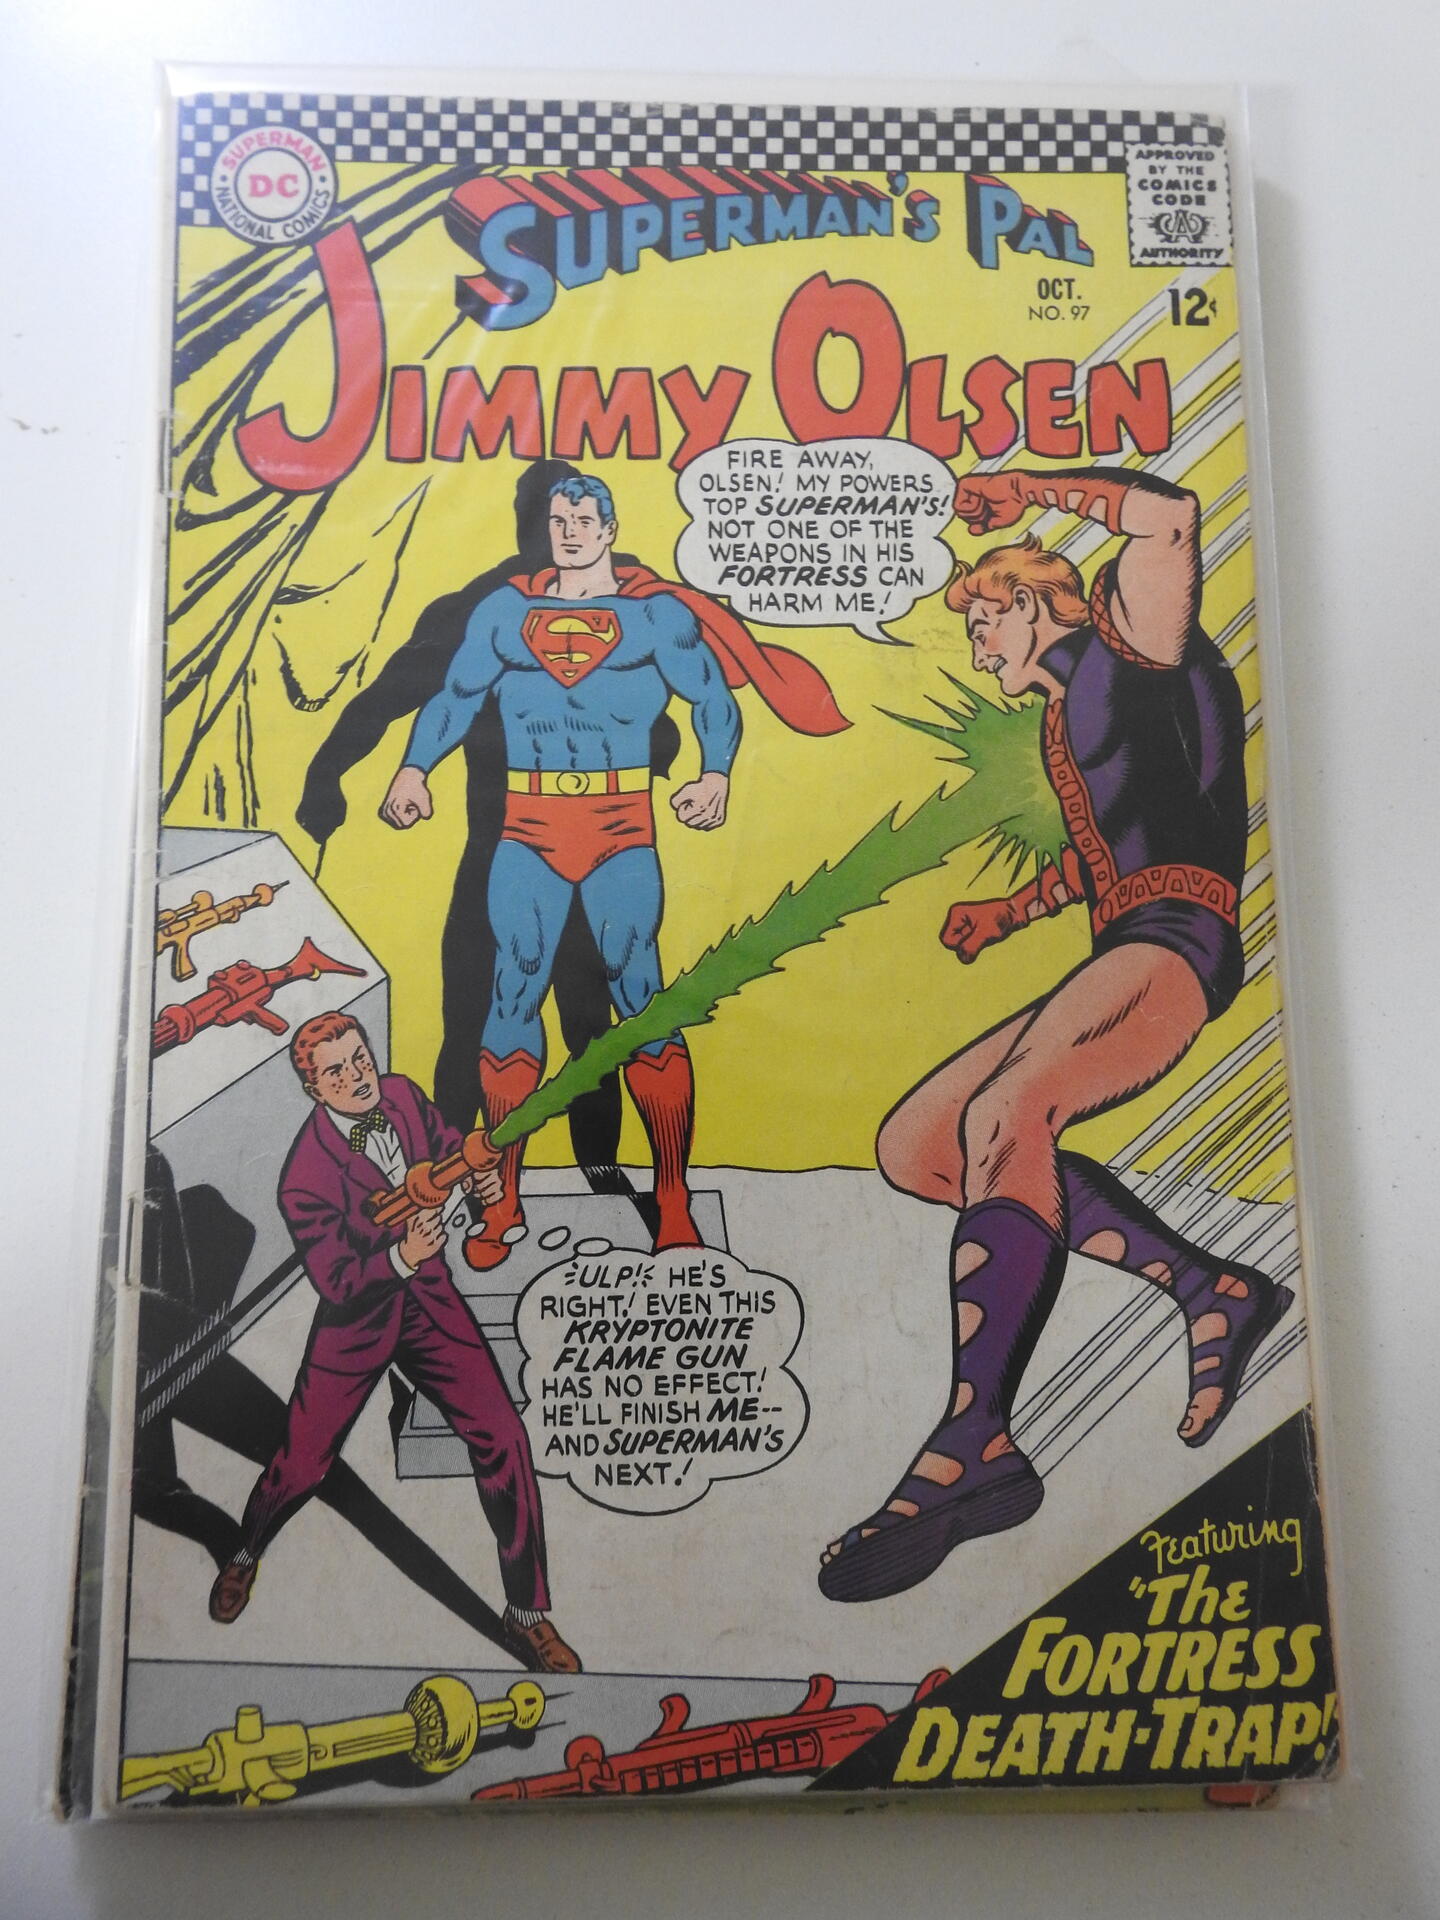 SUPERMAN
DC
NATIONAL COMICS
APPROVED
BY THE
COMICS
CODE
CA
AUTHORITY
SUPERMAN'S PAL
JIMMY OLSEN
OCT.
NO. 97
12¢
FIRE AWAY,
OLSEN! MY POWERS
TOP SUPERMAN'S!
NOT ONE OF THE
WEAPONS IN HIS
FORTRESS CAN
HARM ME!
S
ULP! HE'S
RIGHT! EVEN THIS
KRYPTONITE
FLAME GUN
HAS NO EFFECT!
HE'LL FINISH ME--
AND SUPERMAN'S
NEXT!
Featuring
"THE
FORTRESS
DEATH-TRAP!